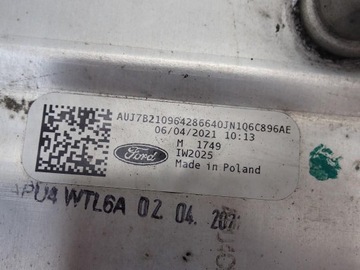 AUJ7B210964286640JN1Q6C896AE
06/04/2021 10:13
M 1749
IW2025
Made in Poland
Ford
WTL6A 02 04.